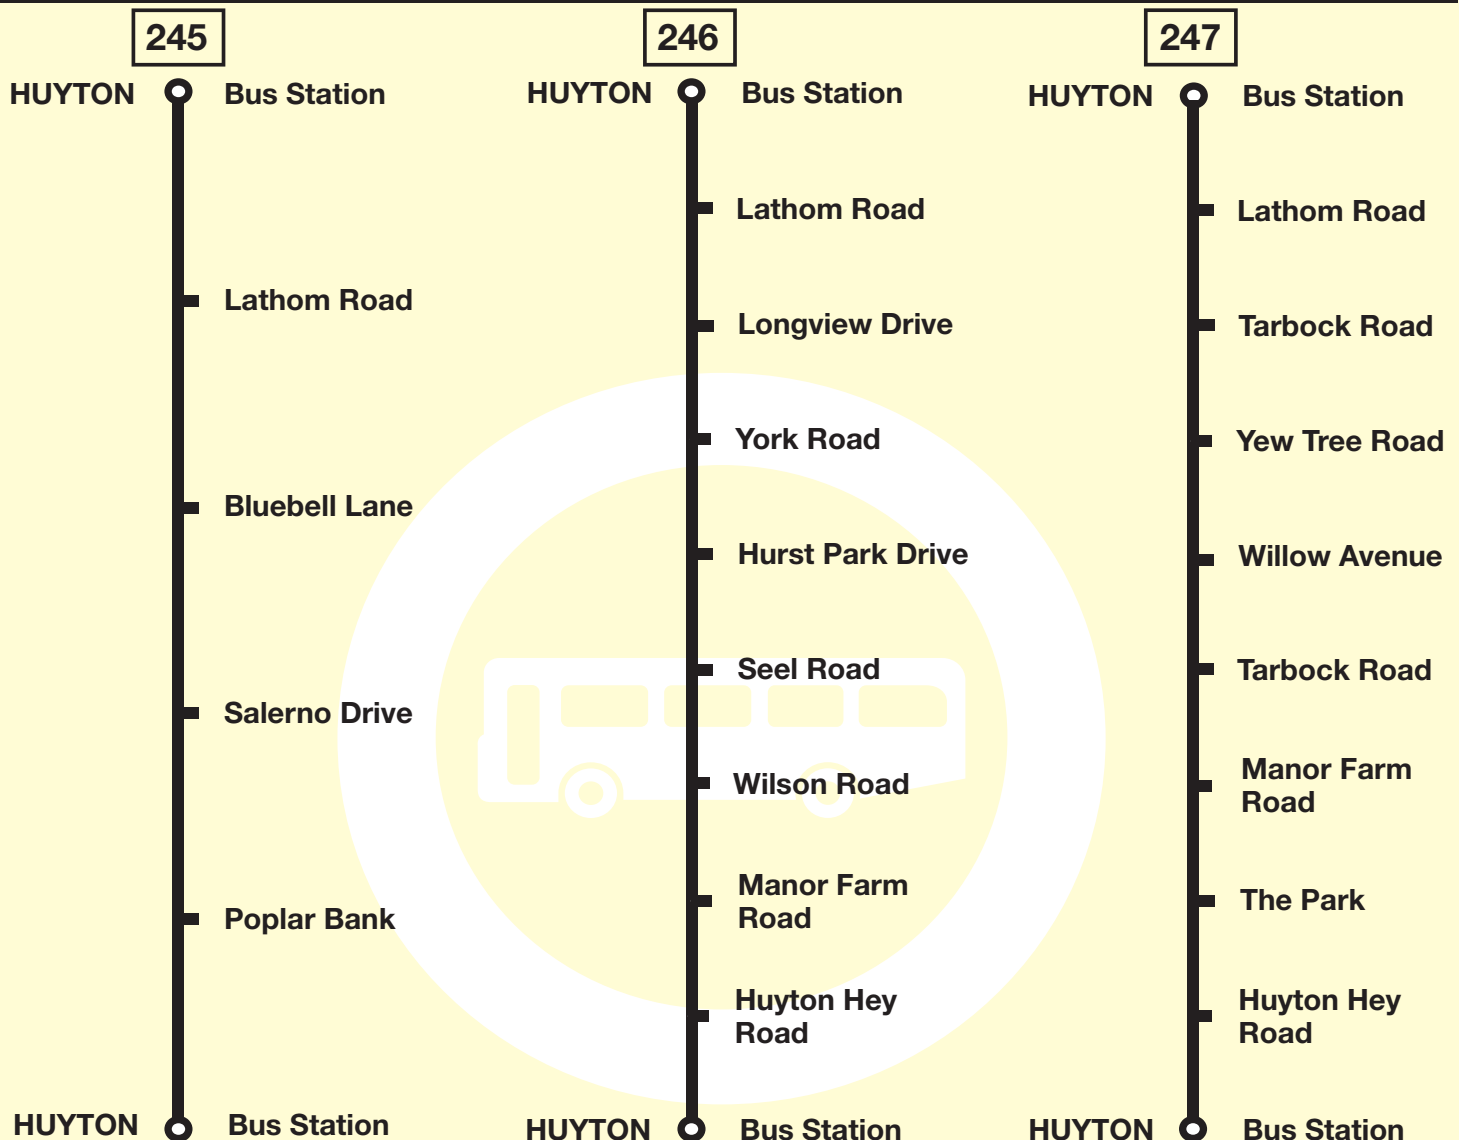 245
HUYTON Bus Station
Lathom Road
Bluebell Lane
Salerno Drive
Poplar Bank
HUYTON Bus Station
246
HUYTON Bus Station
Lathom Road
Longview Drive
York Road
Hurst Park Drive
Seel Road
Wilson Road
Manor Farm
Road
Huyton Hey
Road
HUYTON Bus Station
247
HUYTON Bus Station
Lathom Road
Tarbock Road
Yew Tree Road
Willow Avenue
Tarbock Road
Manor Farm
Road
The Park
Huyton Hey
Road
HUYTON Bus Station